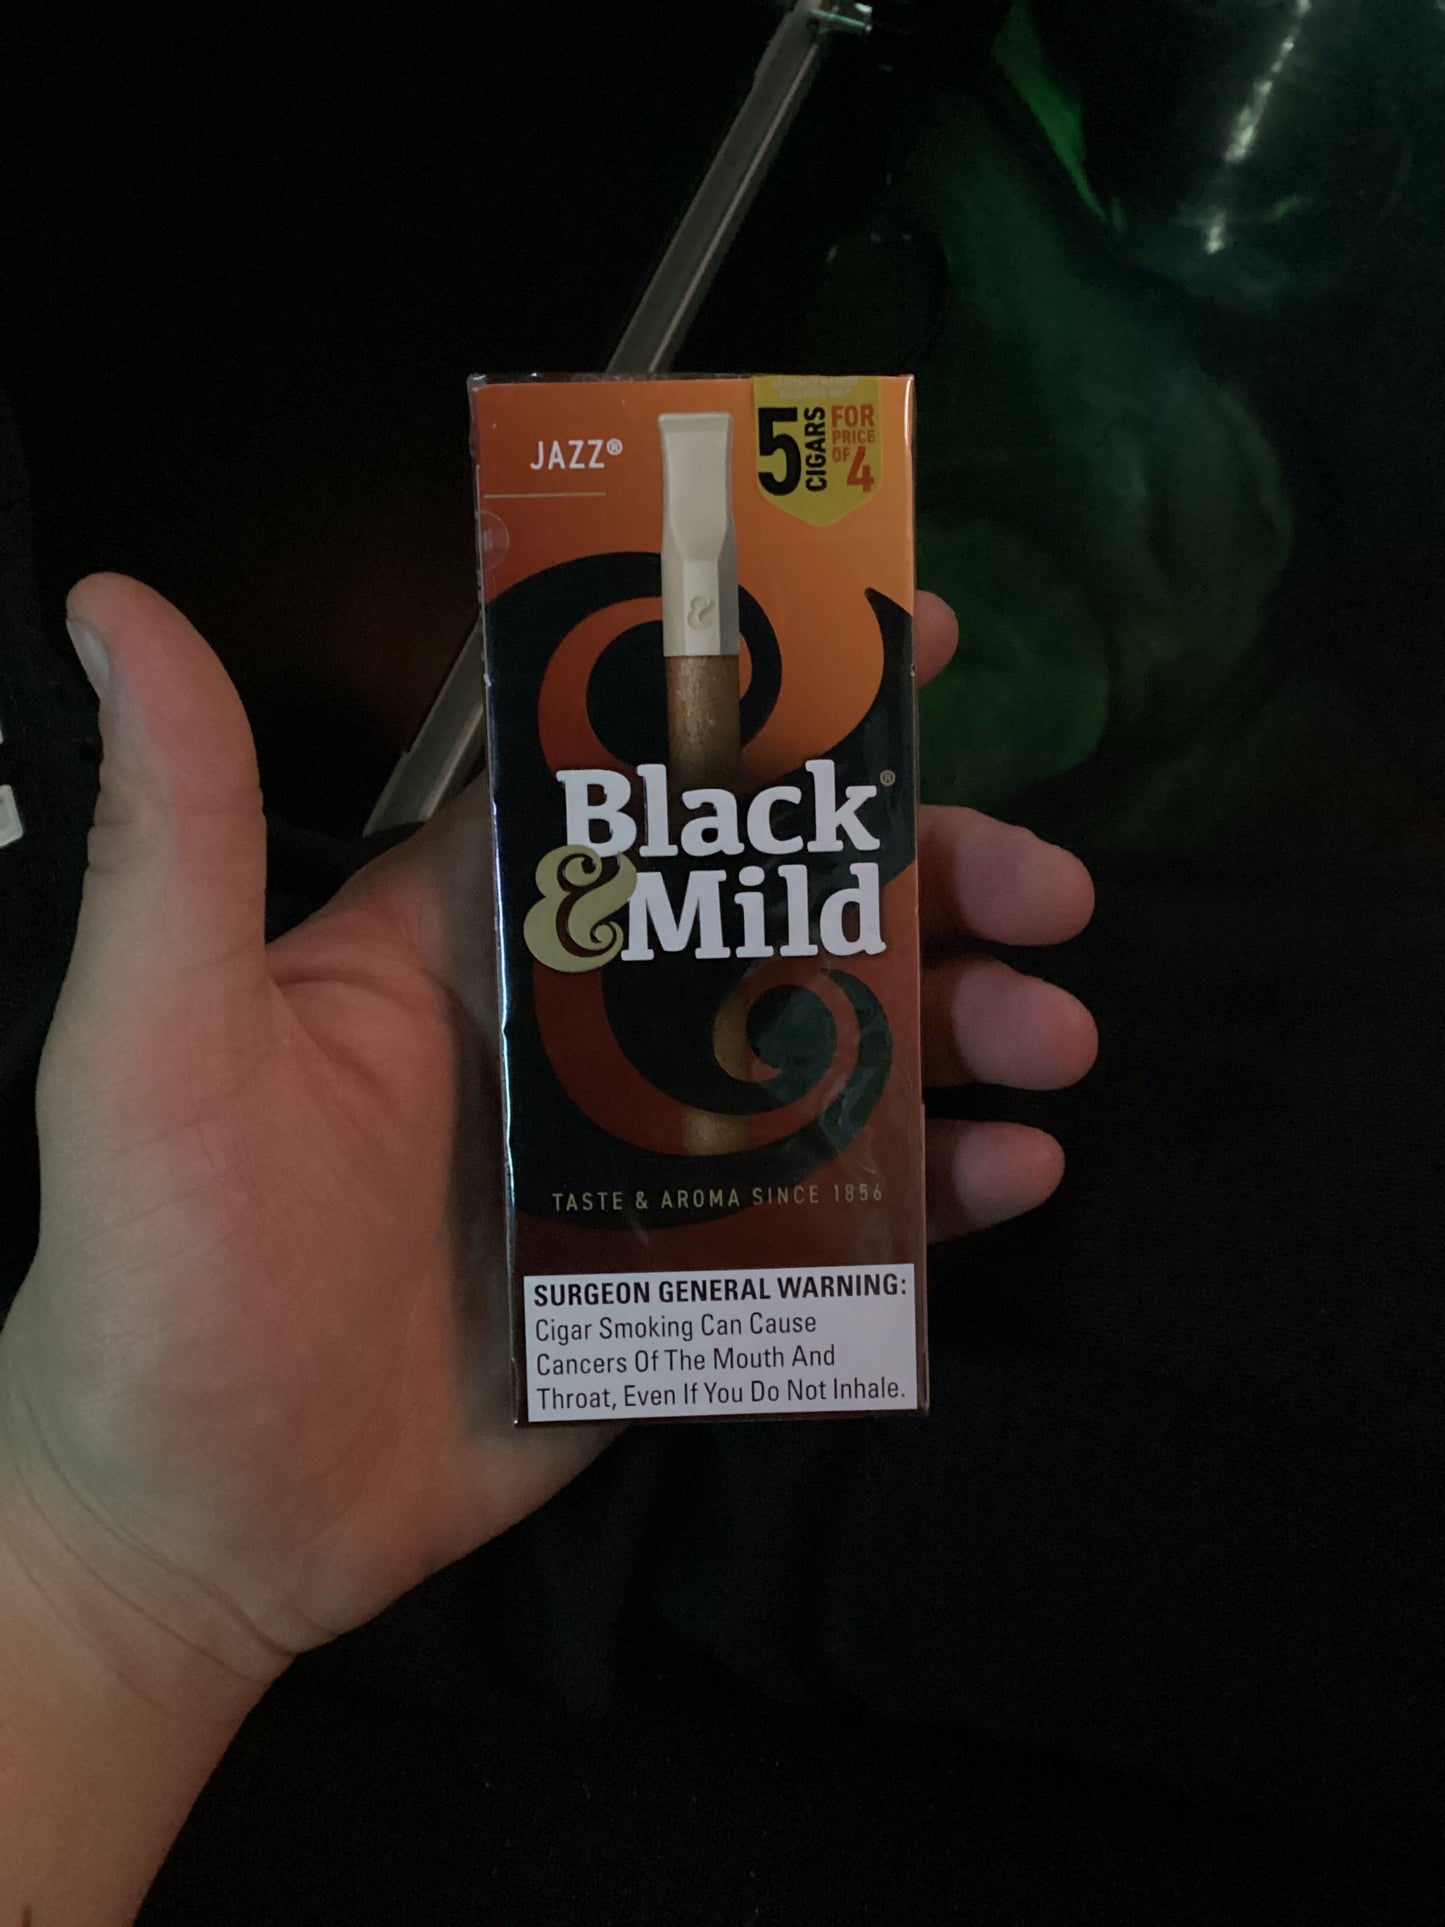 JAZZ®
5 CIGARS FOR
PRICE
OF 4
&
Black®
& Mild
TASTE & AROMA SINCE 1856
SURGEON GENERAL WARNING:
Cigar Smoking Can Cause
Cancers Of The Mouth And
Throat, Even If You Do Not Inhale.